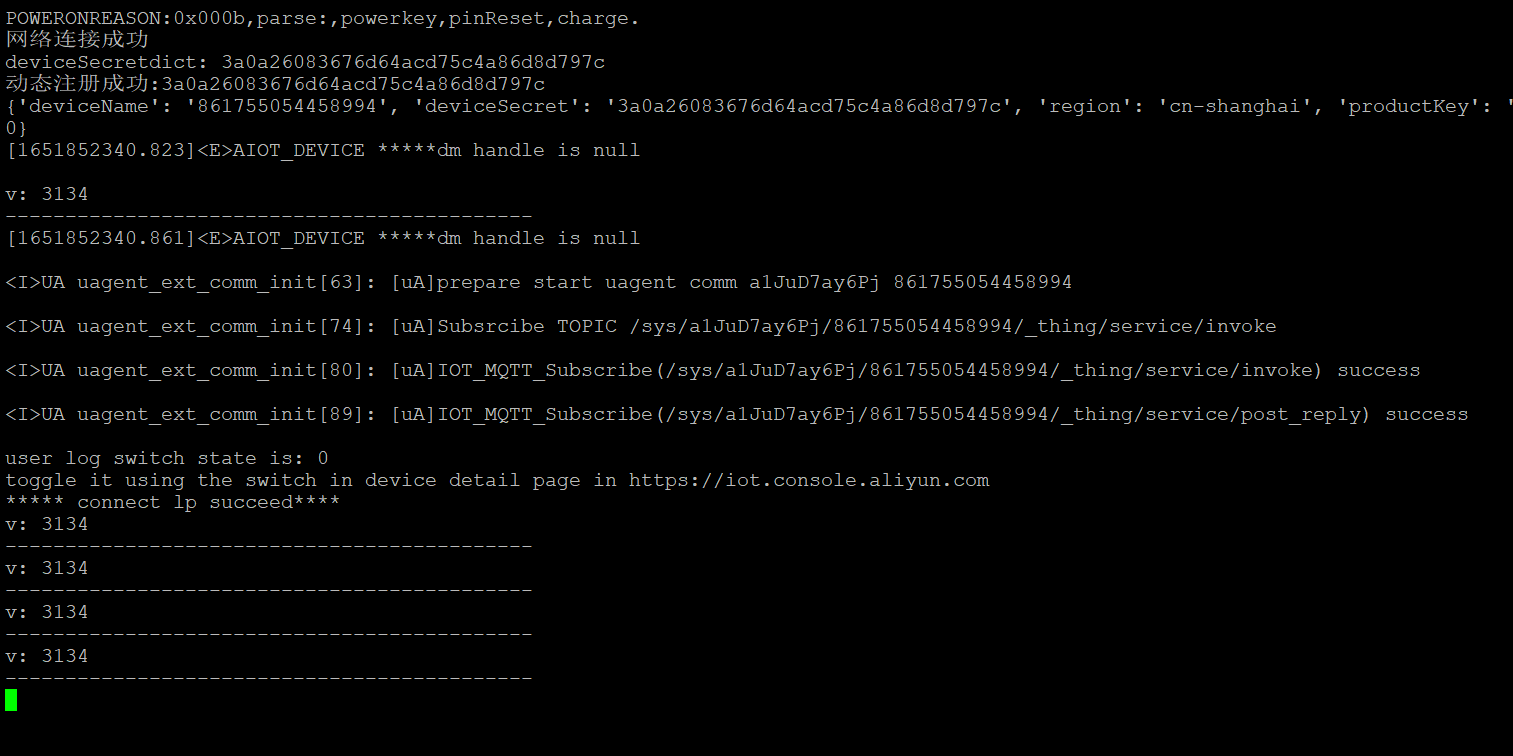 POWERONREASON:0x000b,parse:,powerkey,pinReset,charge.
网络连接成功
deviceSecretdict: 3a0a26083676d64acd75c4a86d8d797c
动态注册成功:3a0a26083676d64acd75c4a86d8d797c
{'deviceName': '861755054458994', 'deviceSecret': '3a0a26083676d64acd75c4a86d8d797c', 'region': 'cn-shanghai', 'productKey': '
0}
[1651852340.823]<E>AIOT_DEVICE *****dm handle is null
v: 3134
--------------------------------------------
[1651852340.861]<E>AIOT_DEVICE *****dm handle is null
<I>UA uagent_ext_comm_init[63]: [uA]prepare start uagent comm a1JuD7ay6Pj 861755054458994
<I>UA uagent_ext_comm_init[74]: [uA]Subsrcibe TOPIC /sys/a1JuD7ay6Pj/861755054458994/_thing/service/invoke
<I>UA uagent_ext_comm_init[80]: [uA]IOT_MQTT_Subscribe(/sys/a1JuD7ay6Pj/861755054458994/_thing/service/invoke) success
<I>UA uagent_ext_comm_init[89]: [uA]IOT_MQTT_Subscribe(/sys/a1JuD7ay6Pj/861755054458994/_thing/service/post_reply) success
user log switch state is: 0
toggle it using the switch in device detail page in https://iot.console.aliyun.com
***** connect lp succeed****
v: 3134
--------------------------------------------
v: 3134
--------------------------------------------
v: 3134
--------------------------------------------
v: 3134
--------------------------------------------